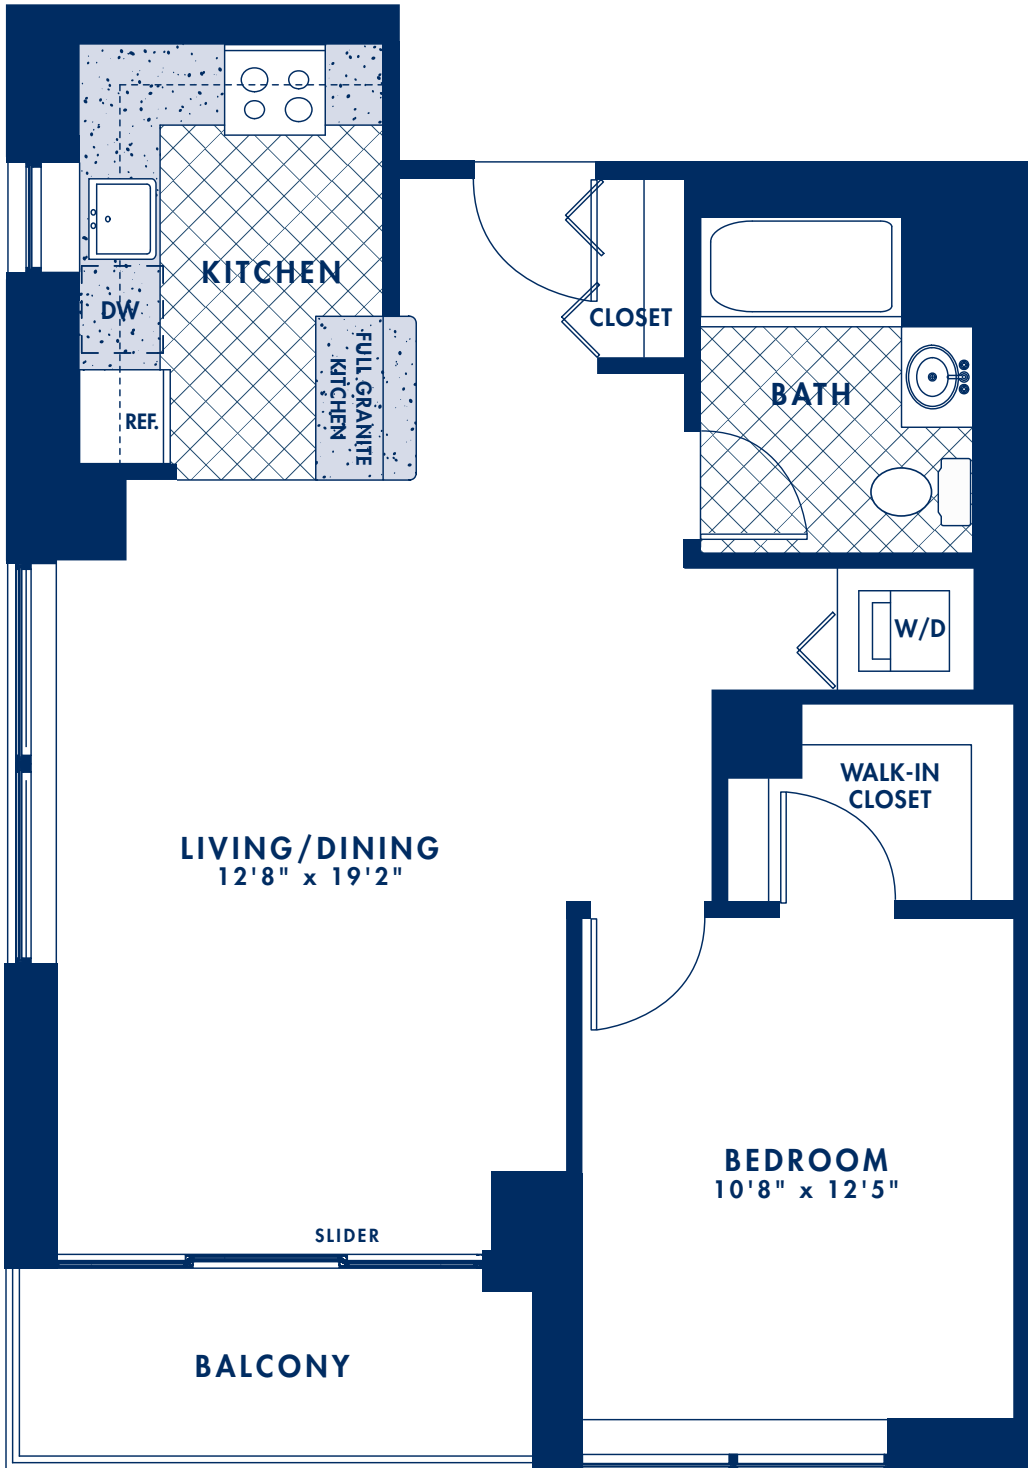 KITCHEN
DW
CLOSET
FULL GRANITE
KITCHEN
BATH
REF.
W/D
WALK-IN
CLOSET
LIVING/DINING
12'8" x 19'2"
BEDROOM
10'8" x 12'5"
SLIDER
BALCONY